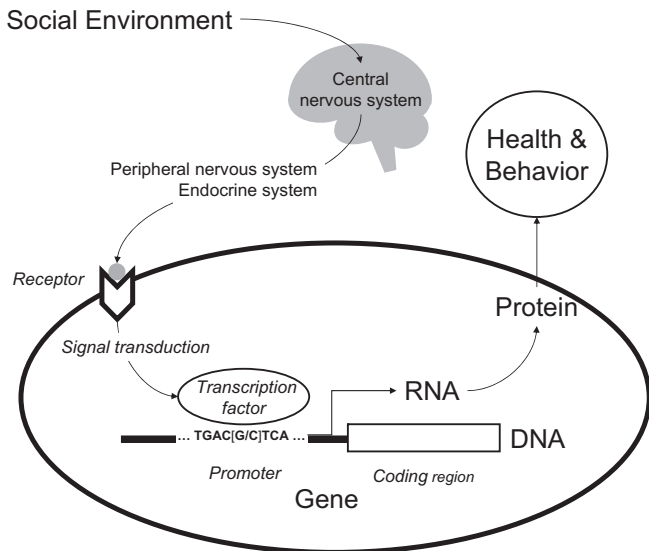 Social Environment
Central
nervous system
Health &
Behavior
Peripheral nervous system
Endocrine system
Receptor
Protein
Signal transduction
Transcription
factor
RNA
... TGAC[G/C]TCA ...
DNA
Promoter
Coding region
Gene